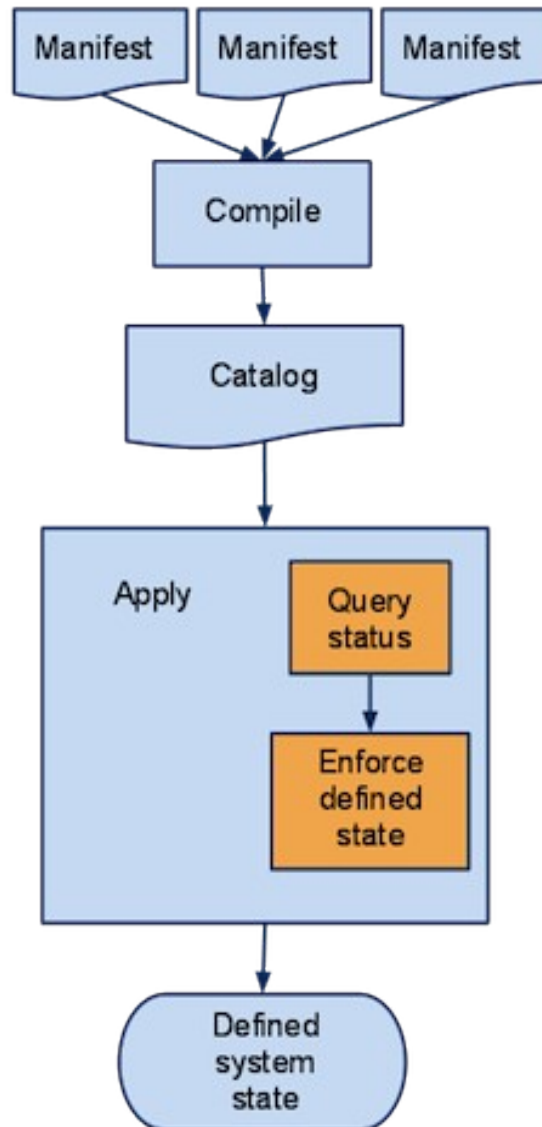 Manifest
Manifest
Manifest
Compile
Catalog
Apply
Query
status
Enforce
defined
state
Defined
system
state